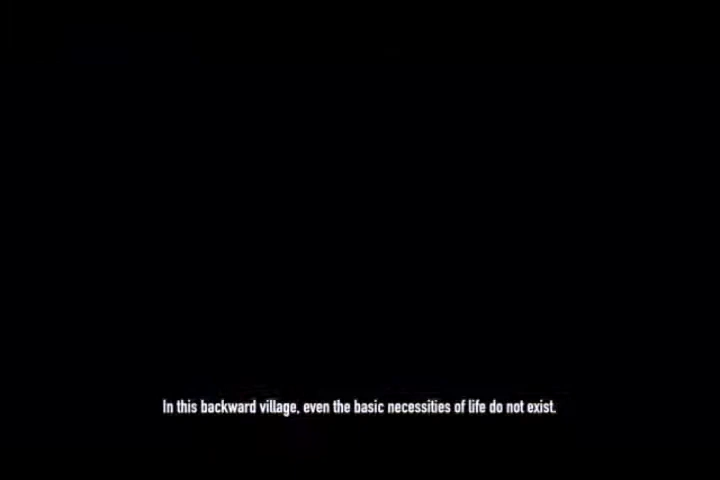 In this backward village, even the basic necessities of life do not exist.